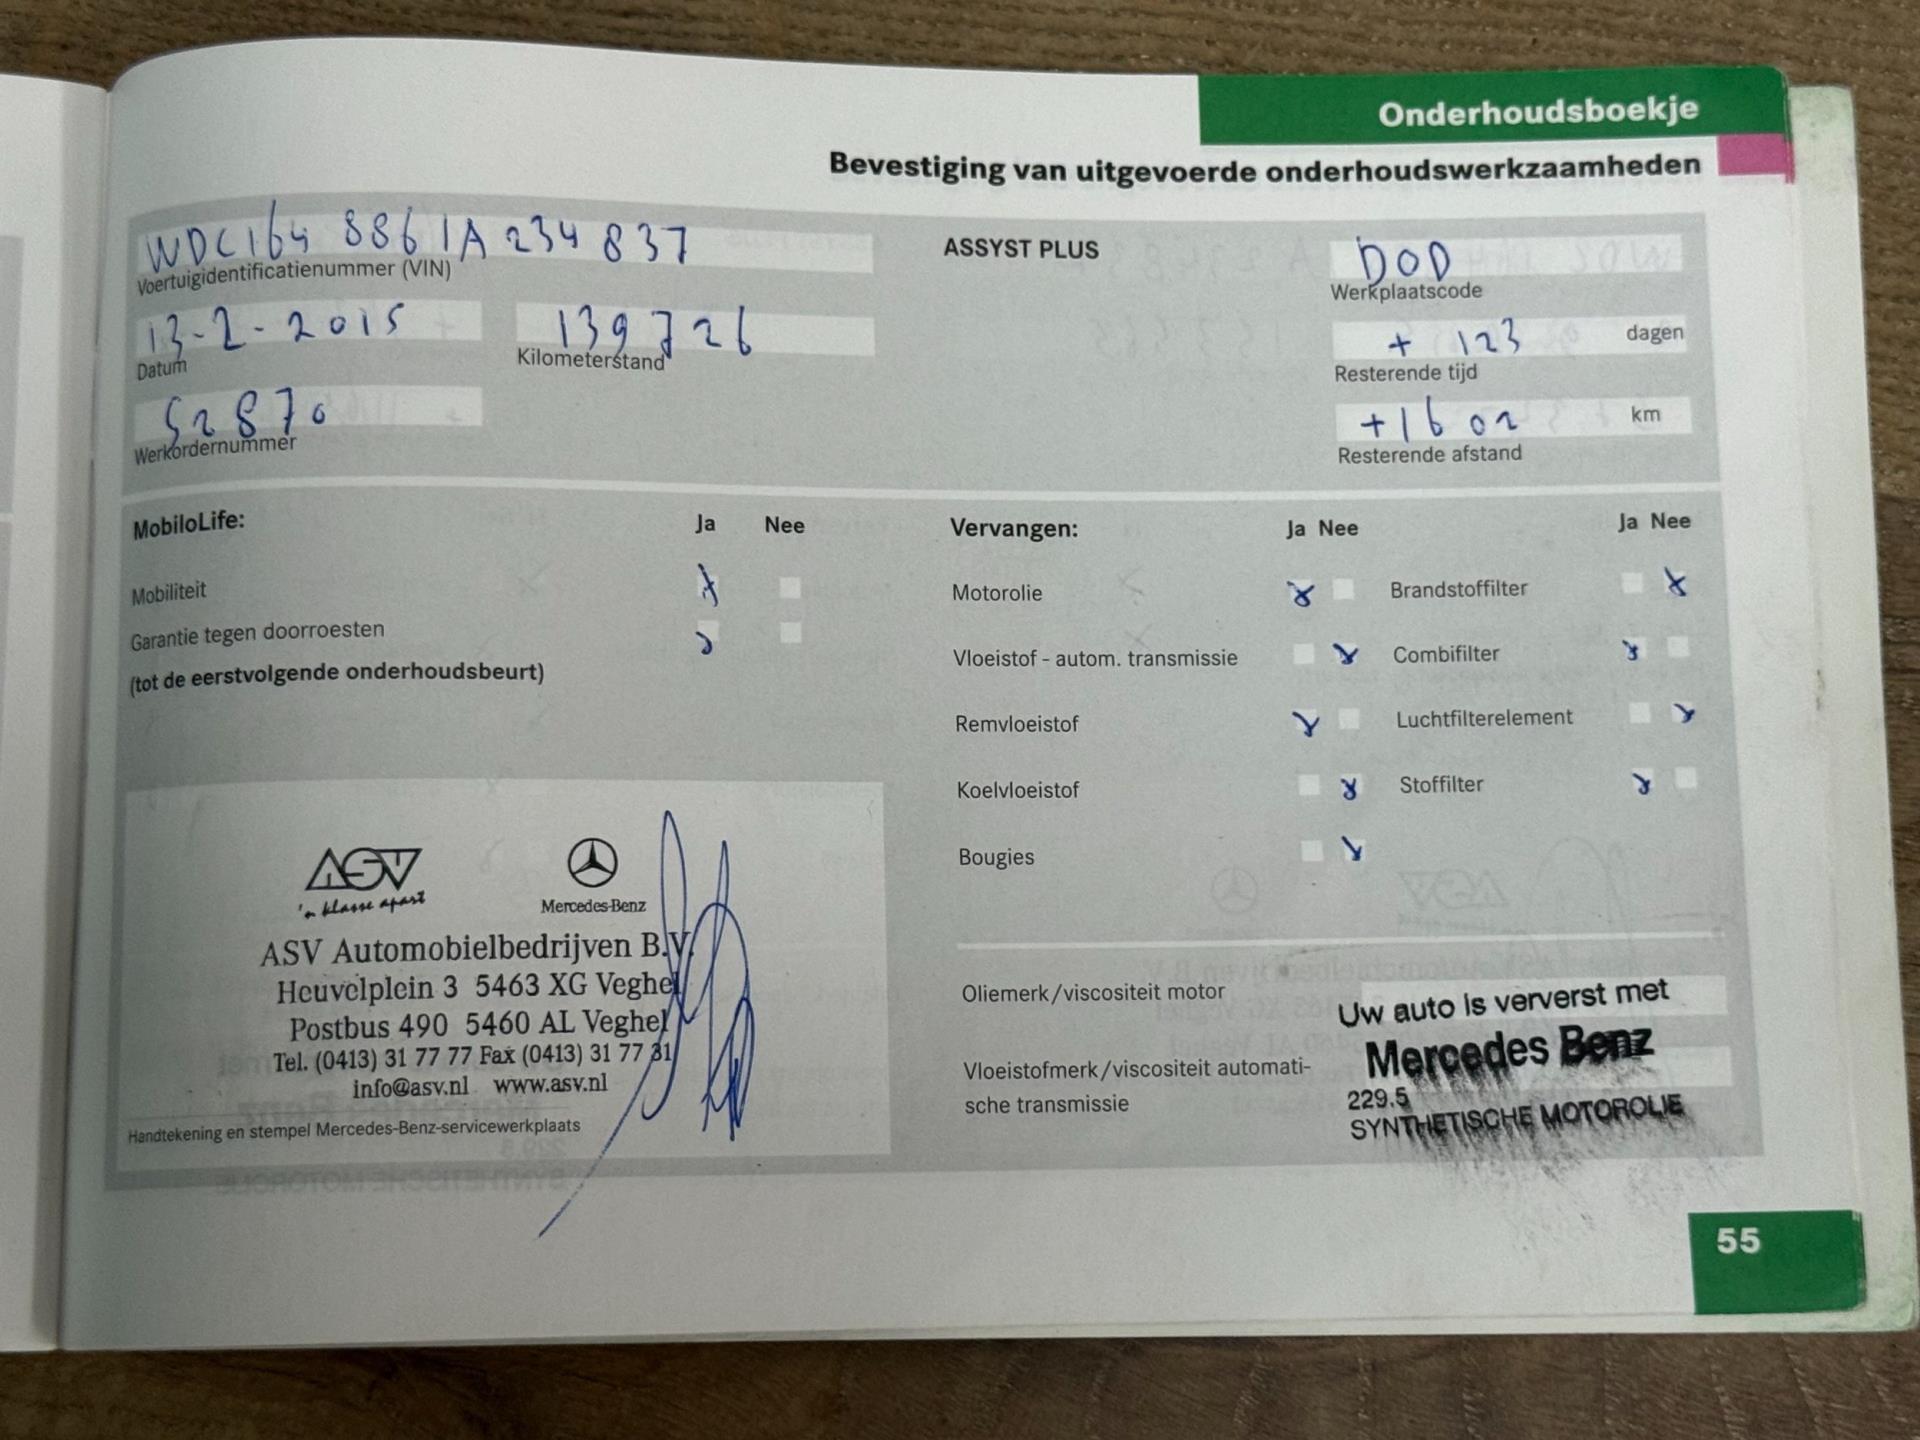 Onderhoudsboekje
Bevestiging van uitgevoerde onderhoudswerkzaamheden
WDC164 8861A234837
Voertuigidentificatienummer (VIN)
13-2-2015
Datum
139726
Kilometerstand
52870
Werkordernummer
ASSYST PLUS
DOD
Werkplaatscode
+ 123 dagen
Resterende tijd
+1602 km
Resterende afstand
MobiloLife: Ja Nee
Mobiliteit
Garantie tegen doorroesten
(tot de eerstvolgende onderhoudsbeurt)
Vervangen: Ja Nee Ja Nee
Motorolie Brandstoffilter
Vloeistof - autom. transmissie Combifilter
Remvloeistof Luchtfilterelement
Koelvloeistof Stoffilter
Bougies
ASV
'n klasse apart
Mercedes-Benz
ASV Automobielbedrijven B.V.
Heuvelplein 3 5463 XG Veghel
Postbus 490 5460 AL Veghel
Tel. (0413) 31 77 77 Fax (0413) 31 77 31
info@asv.nl www.asv.nl
Handtekening en stempel Mercedes-Benz-servicewerkplaats
Oliemerk/viscositeit motor
Vloeistofmerk/viscositeit automati-
sche transmissie
Uw auto is ververst met
Mercedes Benz
229.5
SYNTHETISCHE MOTOROLIE
55